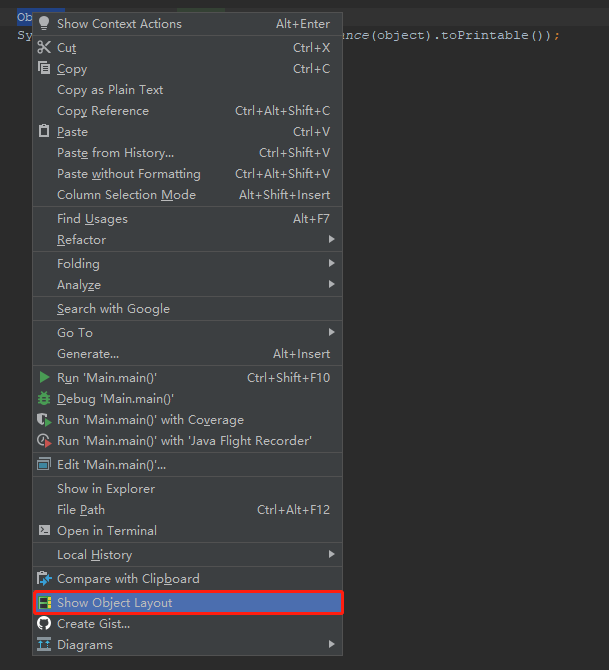 Ob
Show Context Actions Alt+Enter
Sy ance(object).toPrintable());
Cut Ctrl+X
Copy Ctrl+C
Copy as Plain Text
Copy Reference Ctrl+Alt+Shift+C
Paste Ctrl+V
Paste from History... Ctrl+Shift+V
Paste without Formatting Ctrl+Alt+Shift+V
Column Selection Mode Alt+Shift+Insert
Find Usages Alt+F7
Refactor
Folding
Analyze
Search with Google
Go To
Generate... Alt+Insert
Run 'Main.main()' Ctrl+Shift+F10
Debug 'Main.main()'
Run 'Main.main()' with Coverage
Run 'Main.main()' with 'Java Flight Recorder'
Edit 'Main.main()'...
Show in Explorer
File Path Ctrl+Alt+F12
Open in Terminal
Local History
Compare with Clipboard
Show Object Layout
Create Gist...
Diagrams